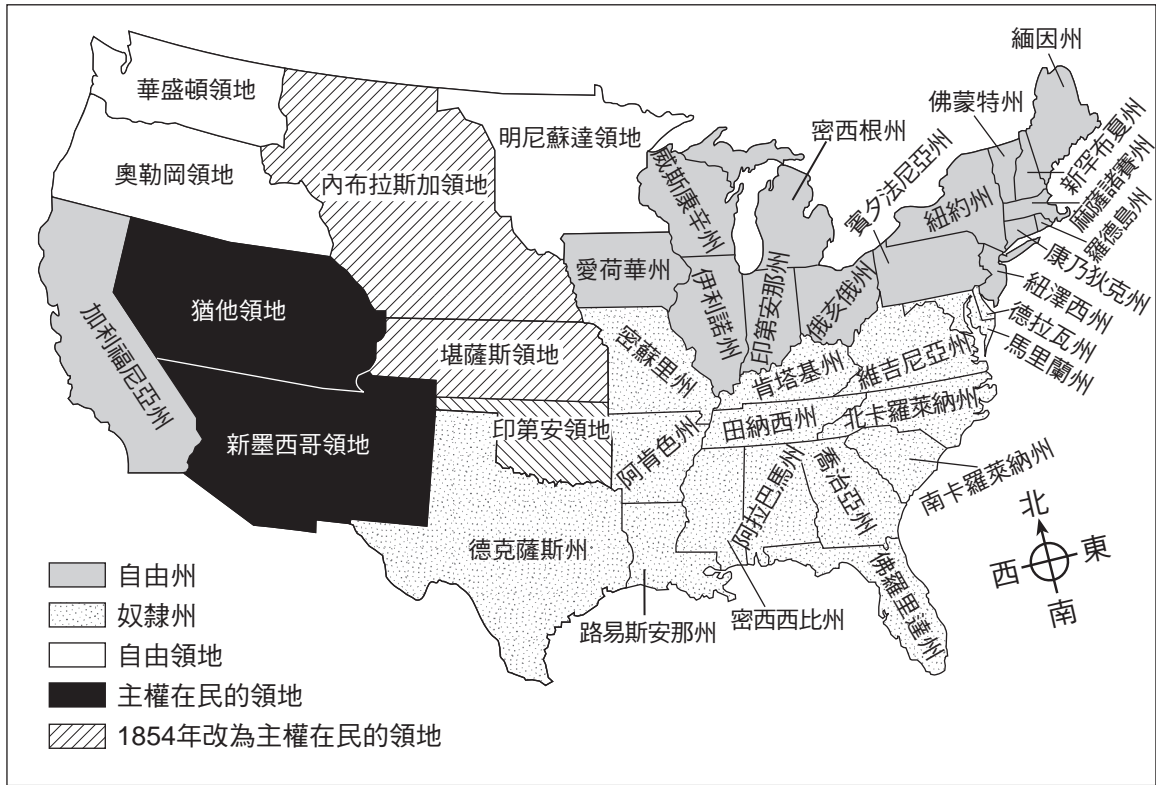 緬因州
華盛頓領地
佛蒙特州
密西根州
明尼蘇達領地
新罕布夏州
麻薩諸賽州
羅德島州
威斯康辛州
賓夕法尼亞州
奧勒岡領地
內布拉斯加領地
紐約州
康乃狄克州
紐澤西州
德拉瓦州
馬里蘭州
愛荷華州
伊利諾州
印第安那州
俄亥俄州
猶他領地
加利福尼亞州
堪薩斯領地
密蘇里州
肯塔基州
維吉尼亞州
印第安領地
田納西州
北卡羅萊納州
新墨西哥領地
阿肯色州
阿拉巴馬州
喬治亞州
南卡羅萊納州
德克薩斯州
佛羅里達州
路易斯安那州
密西西比州
北
西
東
南
自由州
奴隸州
自由領地
主權在民的領地
1854年改為主權在民的領地